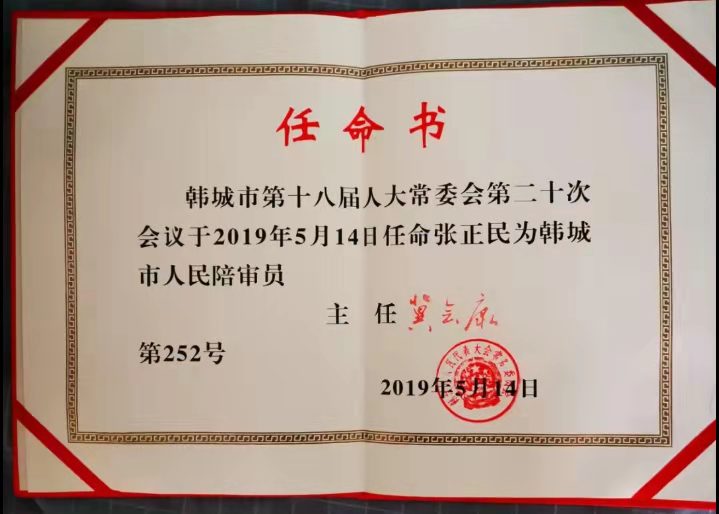 任命书
韩城市第十八届人大常委会第二十次
会议于2019年5月14日任命张正民为韩城
市人民陪审员
主 任 冀会康
第252号
2019年5月14日